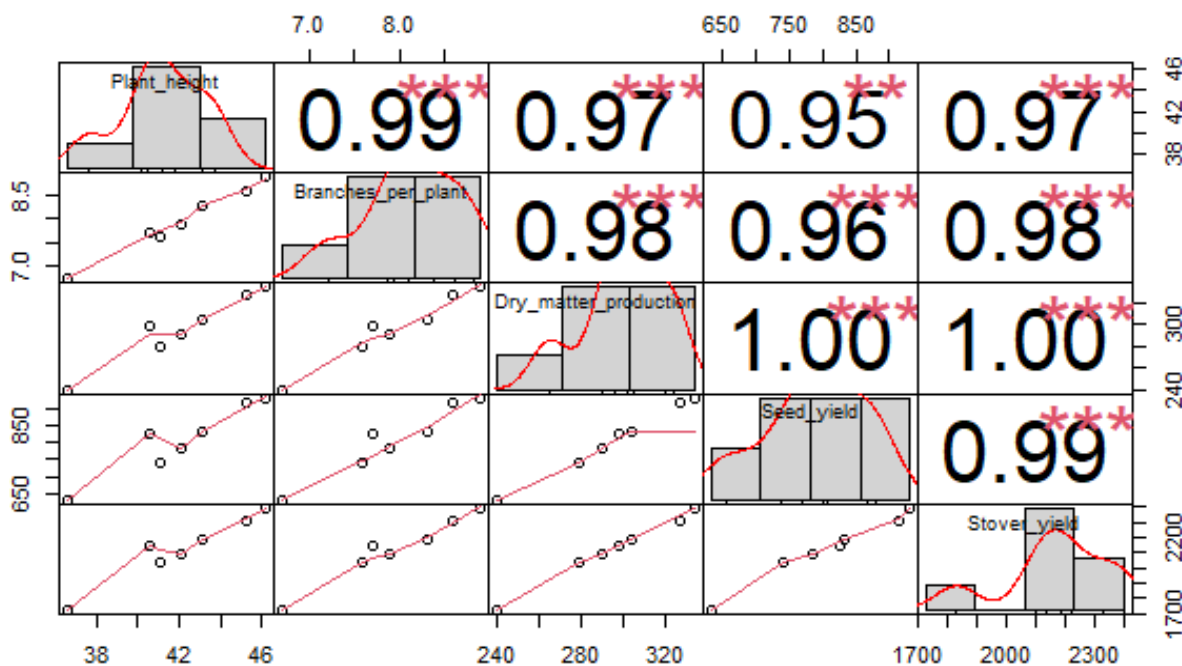 7.0 8.0 650 750 850
Plant_height 0.99 *** 0.97 *** 0.95 ** 0.97 *** 38 42 46
7.0 8.5 Branches_per_plant 0.98 *** 0.96 *** 0.98 ***
Dry_matter_production 1.00 *** 1.00 *** 240 300
650 850 Seed_yield 0.99 ***
Stover_yield 1700 2200
38 42 46 240 280 320 1700 2000 2300